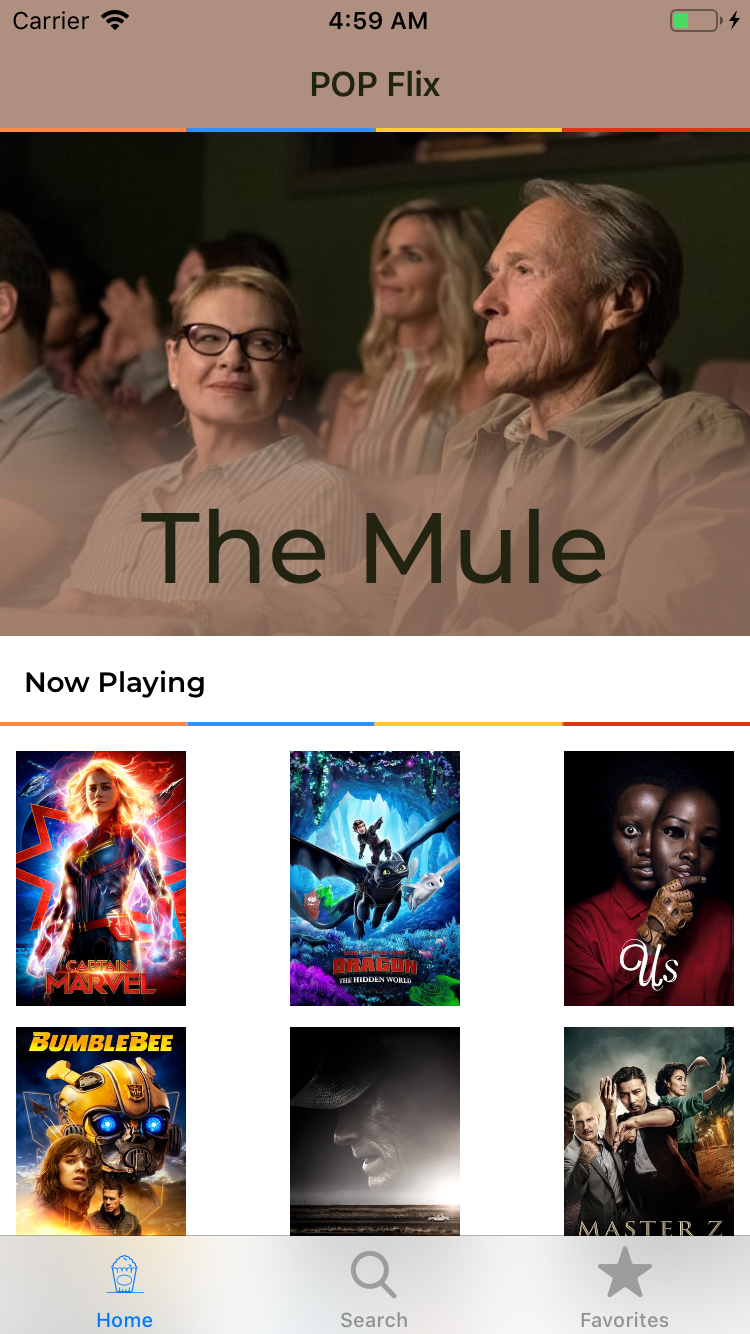 Carrier 4:59 AM
POP Flix
The Mule
Now Playing
CAPTAIN
MARVEL
DRAGON
THE HIDDEN WORLD
Us
BUMBLEBEE
MASTER Z
Home Search Favorites